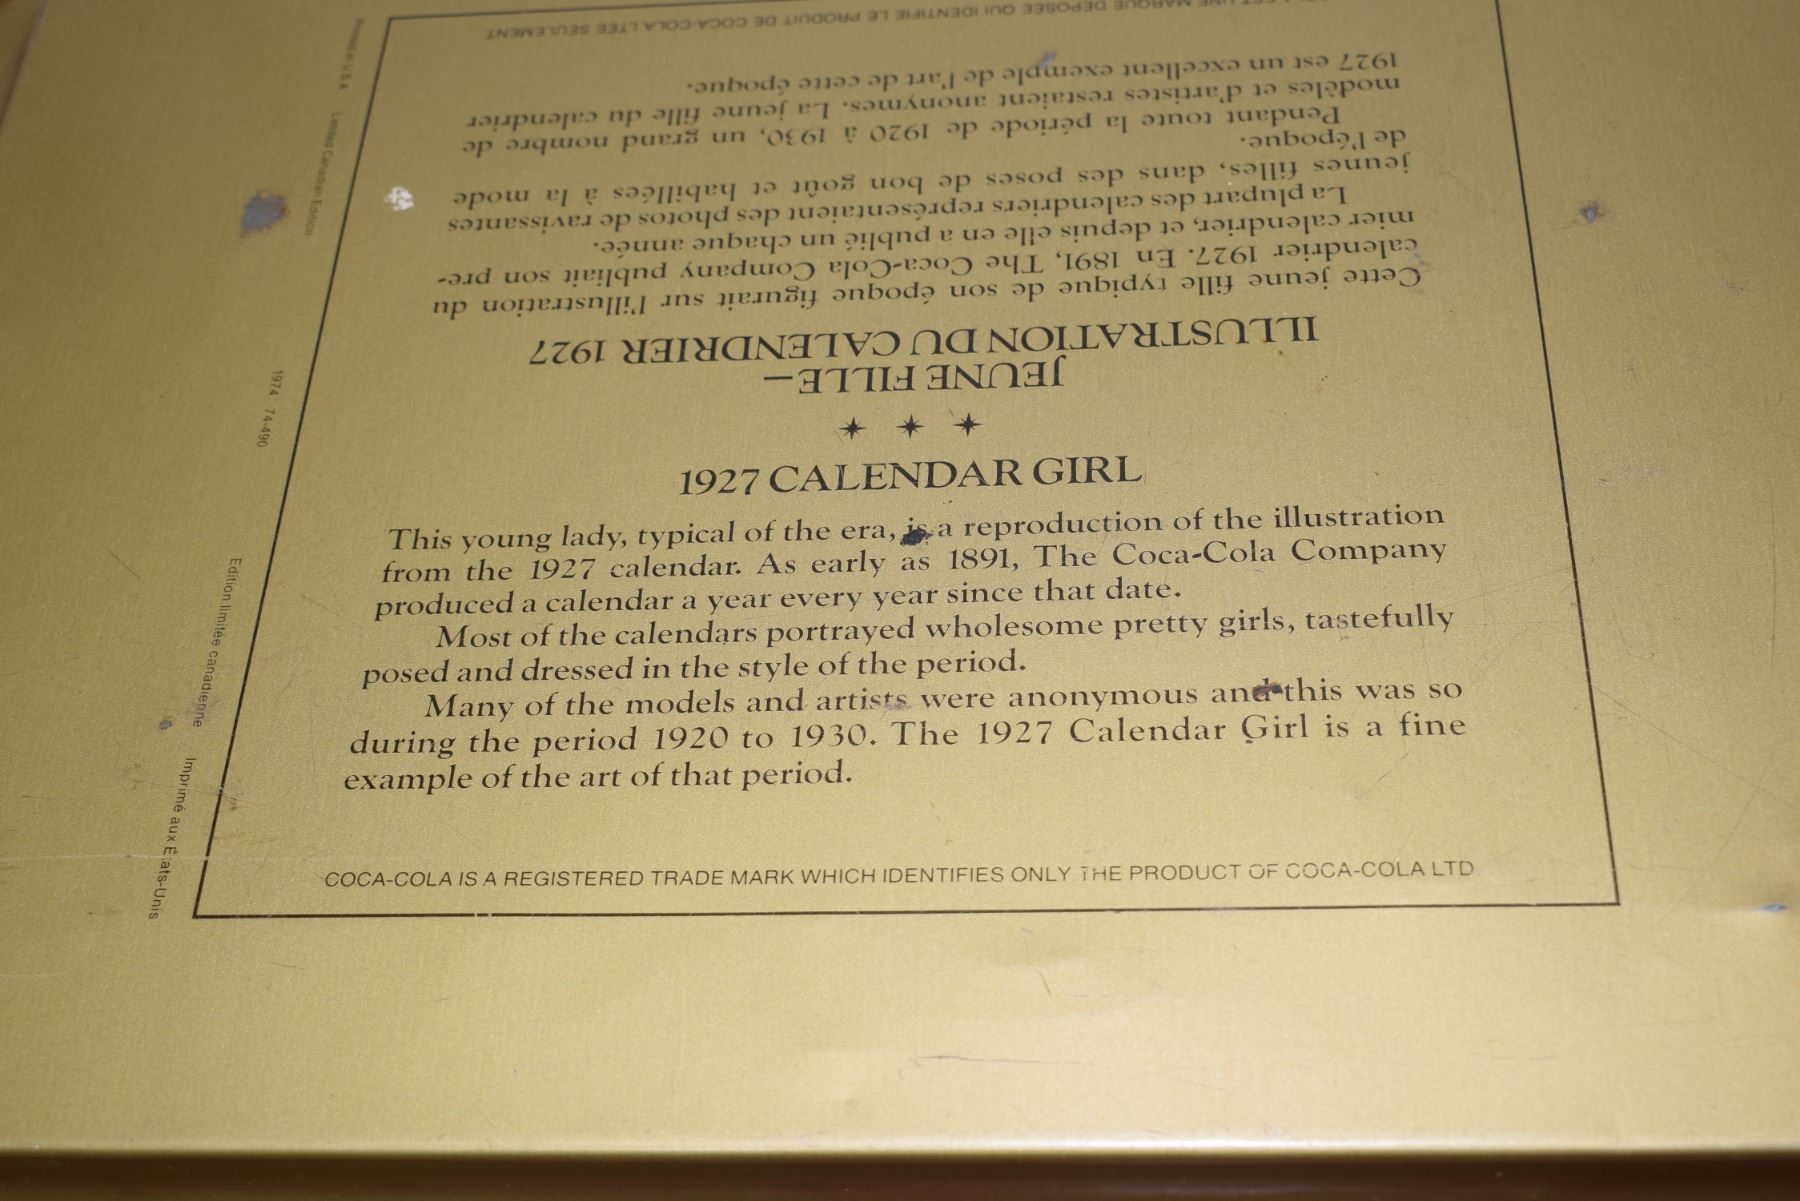 1927 CALENDAR GIRL
This young lady, typical of the era, is a reproduction of the illustration
from the 1927 calendar. As early as 1891, The Coca-Cola Company
produced a calendar a year every year since that date.
Most of the calendars portrayed wholesome pretty girls, tastefully
posed and dressed in the style of the period.
Many of the models and artists were anonymous and this was so
during the period 1920 to 1930. The 1927 Calendar Girl is a fine
example of the art of that period.
COCA-COLA IS A REGISTERED TRADE MARK WHICH IDENTIFIES ONLY THE PRODUCT OF COCA-COLA LTD
JEUNE FILLE –
ILLUSTRATION DU CALENDRIER 1927
Cette jeune fille typique de son époque figurait sur l'illustration du
calendrier 1927. En 1891, The Coca-Cola Company publiait son pre-
mier calendrier, et depuis elle en a publié un chaque année.
La plupart des calendriers représentaient des photos de ravissantes
jeunes filles, dans des poses de bon goût et habillées à la mode
de l'époque.
Pendant toute la période de 1920 à 1930, un grand nombre de
modèles et d'artistes restaient anonymes. La jeune fille du calendrier
1927 est un excellent exemple de l'art de cette époque.
EST UNE MARQUE DÉPOSÉE QUI IDENTIFIE LE PRODUIT DE COCA-COLA LTÉE SEULEMENT
Printed in U.S.A. Limited Canadian Edition 1974 74-490 Edition limitée canadienne Imprimé aux États-Unis